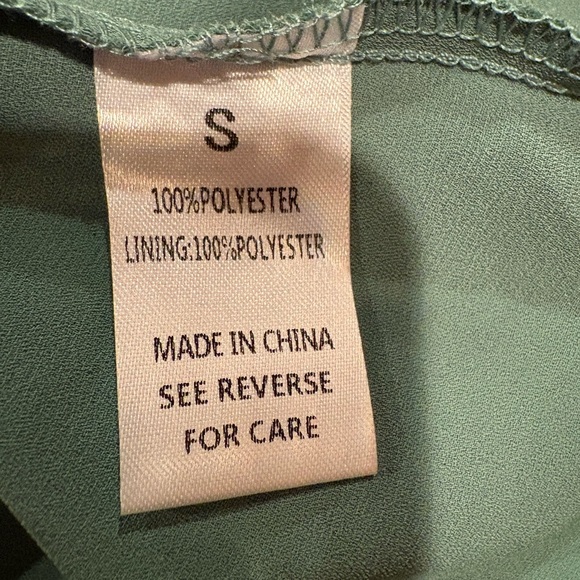 S
100%POLYESTER
LINING:100%POLYESTER
MADE IN CHINA
SEE REVERSE
FOR CARE